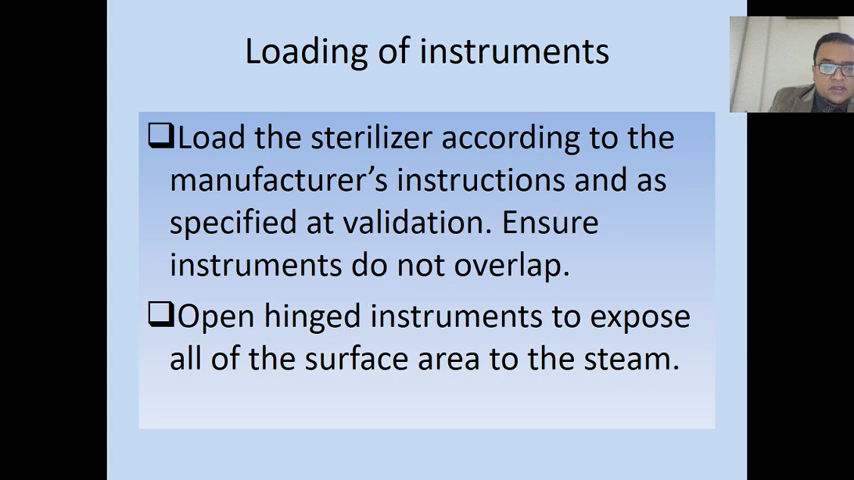 Loading of instruments
Load the sterilizer according to the
manufacturer’s instructions and as
specified at validation. Ensure
instruments do not overlap.
Open hinged instruments to expose
all of the surface area to the steam.